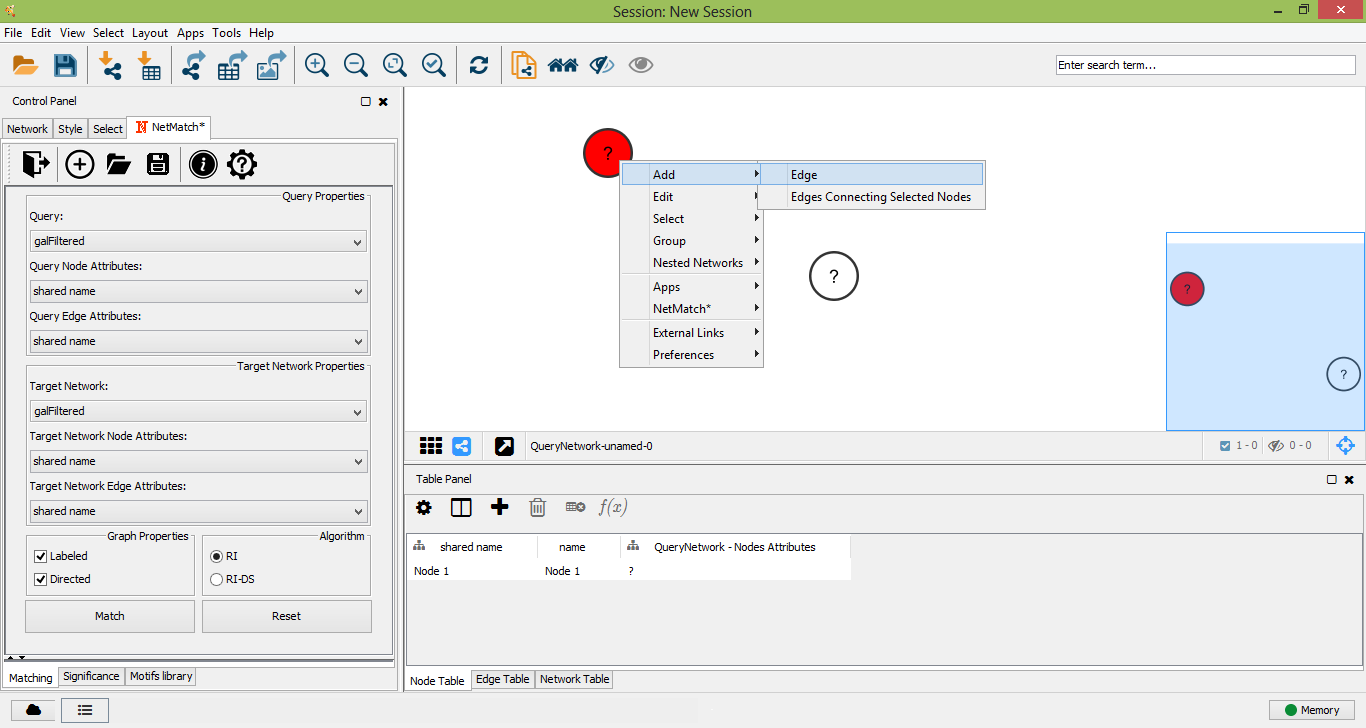 Session: New Session
File Edit View Select Layout Apps Tools Help
Enter search term...
Control Panel
Network Style Select NetMatch*
Query Properties
Query:
galFiltered
Query Node Attributes:
shared name
Query Edge Attributes:
shared name
Target Network Properties
Target Network:
galFiltered
Target Network Node Attributes:
shared name
Target Network Edge Attributes:
shared name
Graph Properties Algorithm
Labeled RI
Directed RI-DS
Match Reset
Matching Significance Motifs library
?
Add
Edit
Select
Group
Nested Networks
Apps
NetMatch*
External Links
Preferences
Edge
Edges Connecting Selected Nodes
?
?
?
QueryNetwork-unamed-0 1 - 0 0 - 0
Table Panel
f(x)
shared name name QueryNetwork - Nodes Attributes
Node 1 Node 1 ?
Node Table Edge Table Network Table
Memory